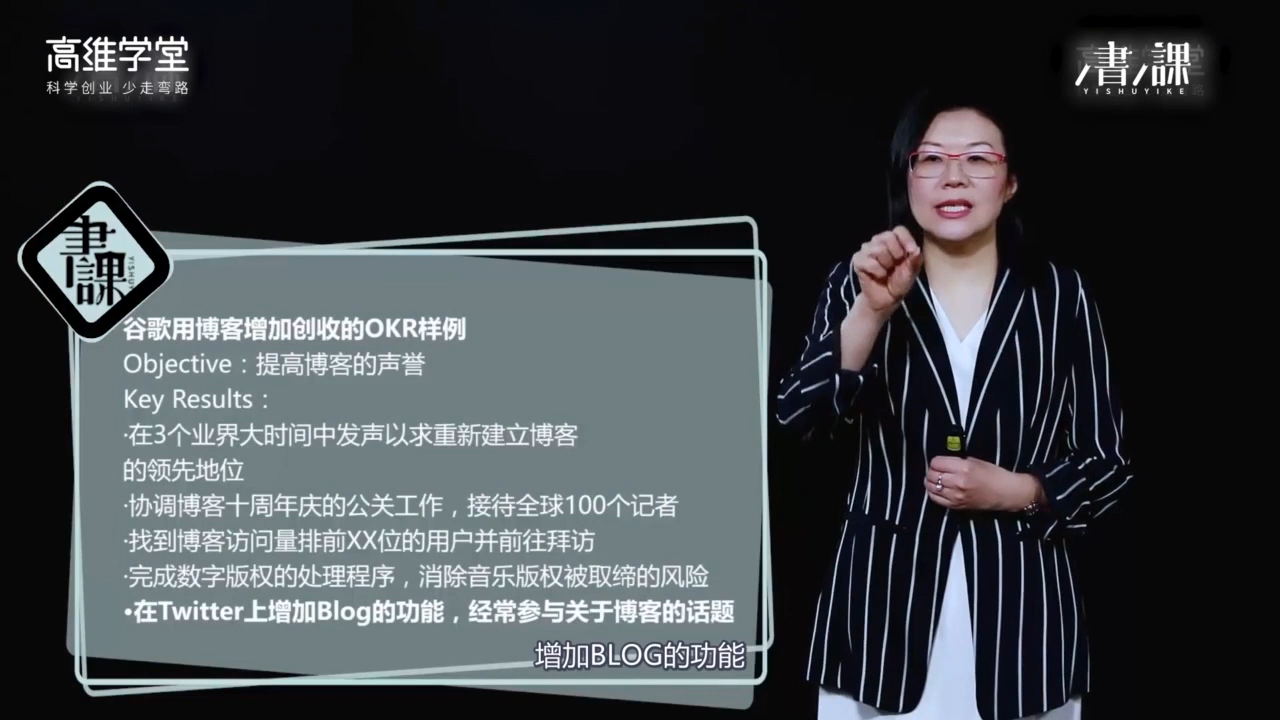 高维学堂
科学创业 少走弯路
書課
YISHUYIKE
書課
YISHUY
谷歌用博客增加创收的OKR样例
Objective：提高博客的声誉
Key Results：
·在3个业界大时间中发声以求重新建立博客
的领先地位
·协调博客十周年庆的公关工作，接待全球100个记者
·找到博客访问量排前XX位的用户并前往拜访
·完成数字版权的处理程序，消除音乐版权被取缔的风险
•在Twitter上增加Blog的功能，经常参与关于博客的话题
增加BLOG的功能